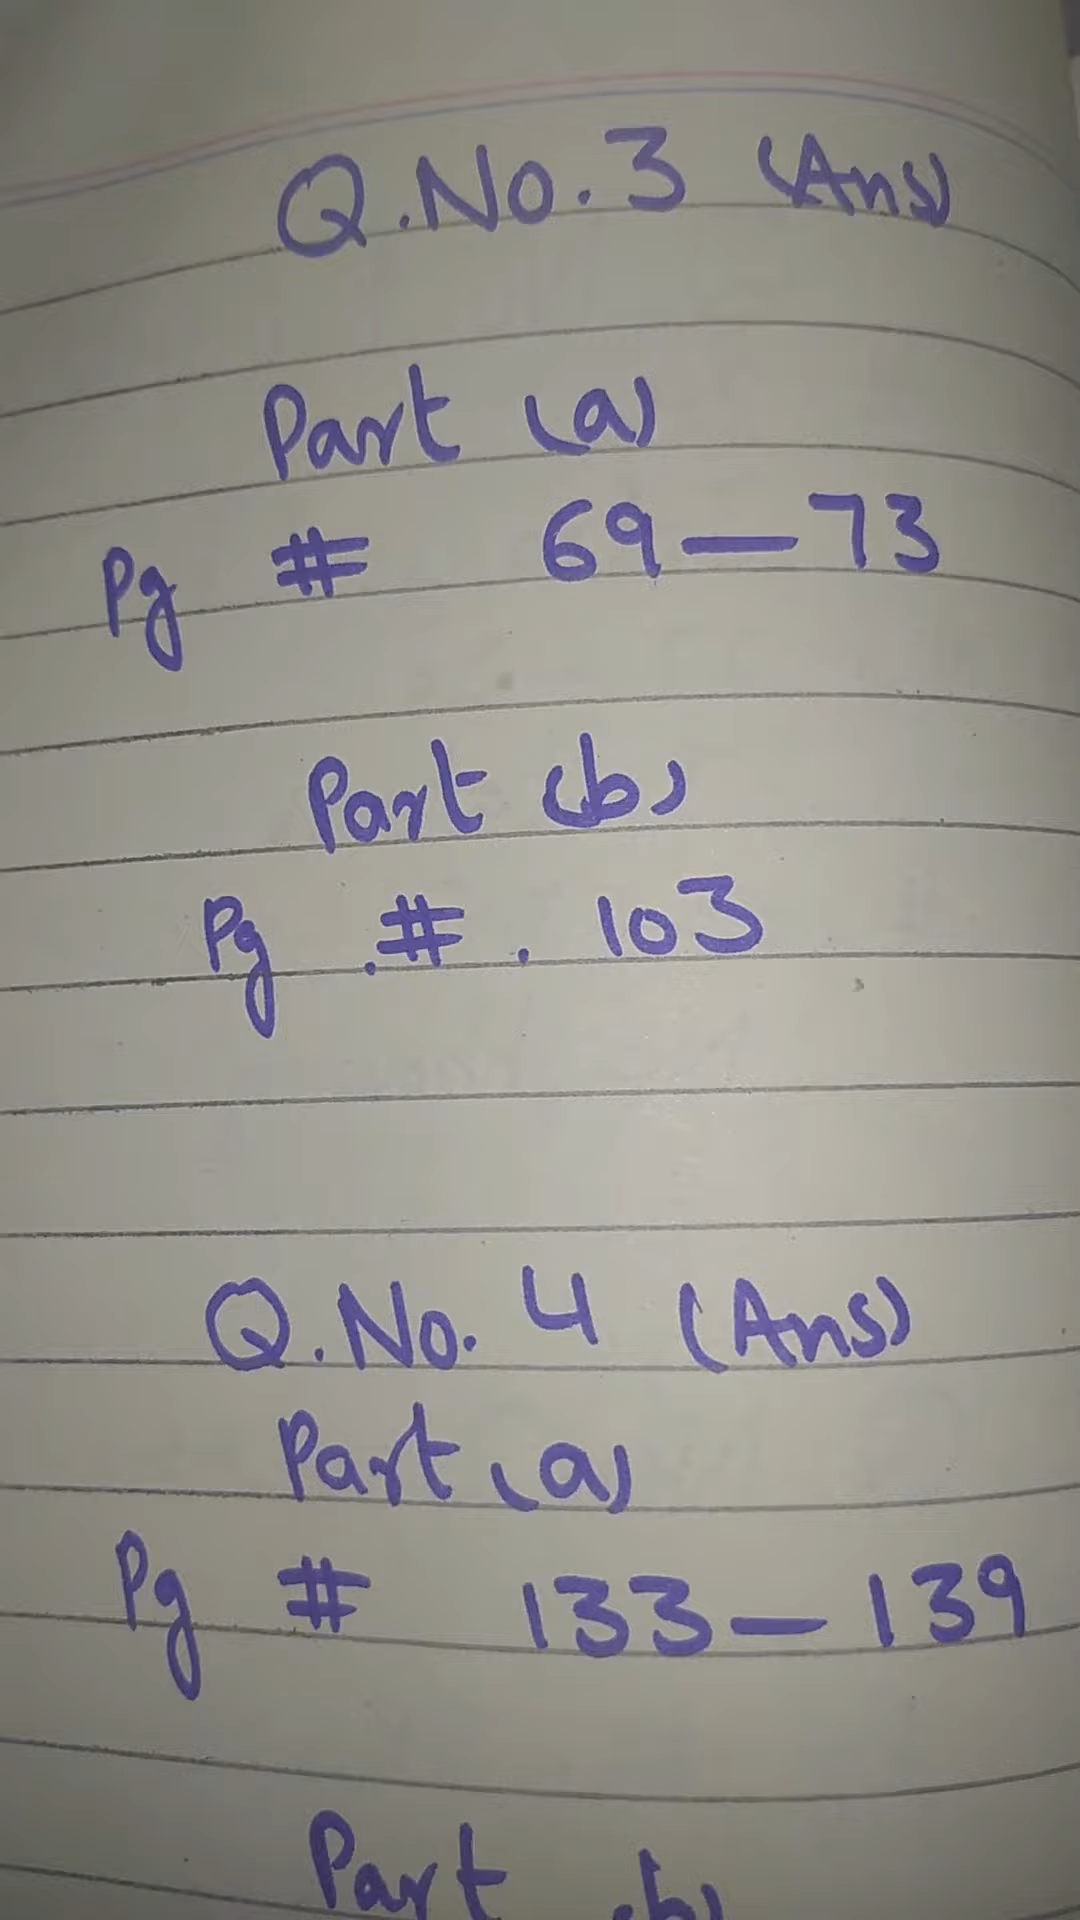 Q.No.3 (Ans)
Part (a)
Pg # 69-73
Part (b)
Pg .#. 103
Q.No. 4 (Ans)
Part (a)
Pg # 133-139
Part (b)